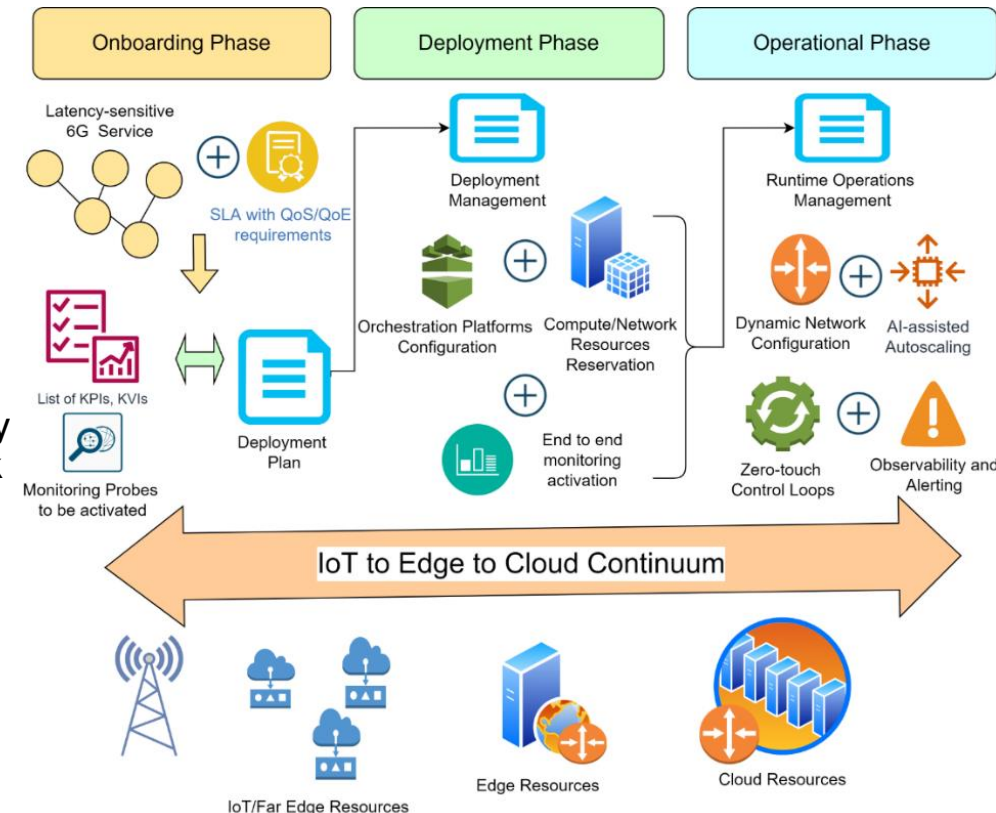 Onboarding Phase
Deployment Phase
Operational Phase
Latency-sensitive
6G Service
SLA with QoS/QoE
requirements
List of KPIs, KVIs
Monitoring Probes
to be activated
Deployment
Plan
Deployment
Management
Orchestration Platforms
Configuration
Compute/Network
Resources
Reservation
End to end
monitoring
activation
Runtime Operations
Management
Dynamic Network
Configuration
AI-assisted
Autoscaling
Zero-touch
Control Loops
Observability and
Alerting
IoT to Edge to Cloud Continuum
IoT/Far Edge Resources
Edge Resources
Cloud Resources